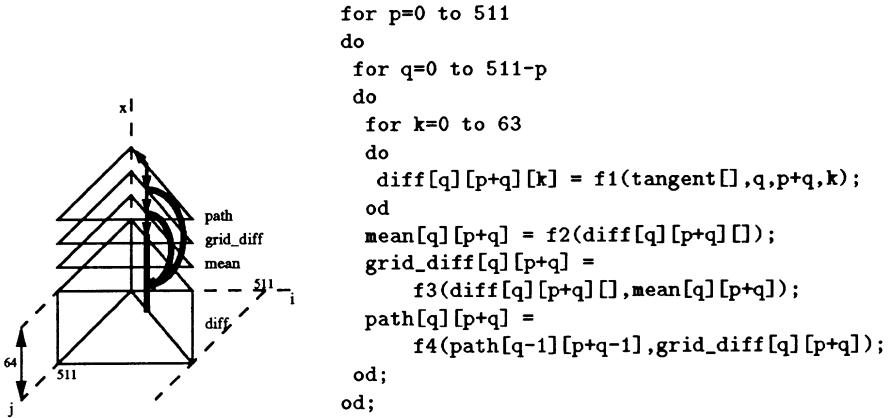 x
path
grid_diff
mean
511
i
diff
64
511
j
for p=0 to 511
do
for q=0 to 511-p
do
for k=0 to 63
do
diff[q][p+q][k] = f1(tangent[],q,p+q,k);
od
mean[q][p+q] = f2(diff[q][p+q][]);
grid_diff[q][p+q] =
f3(diff[q][p+q][],mean[q][p+q]);
path[q][p+q] =
f4(path[q-1][p+q-1],grid_diff[q][p+q]);
od;
od;